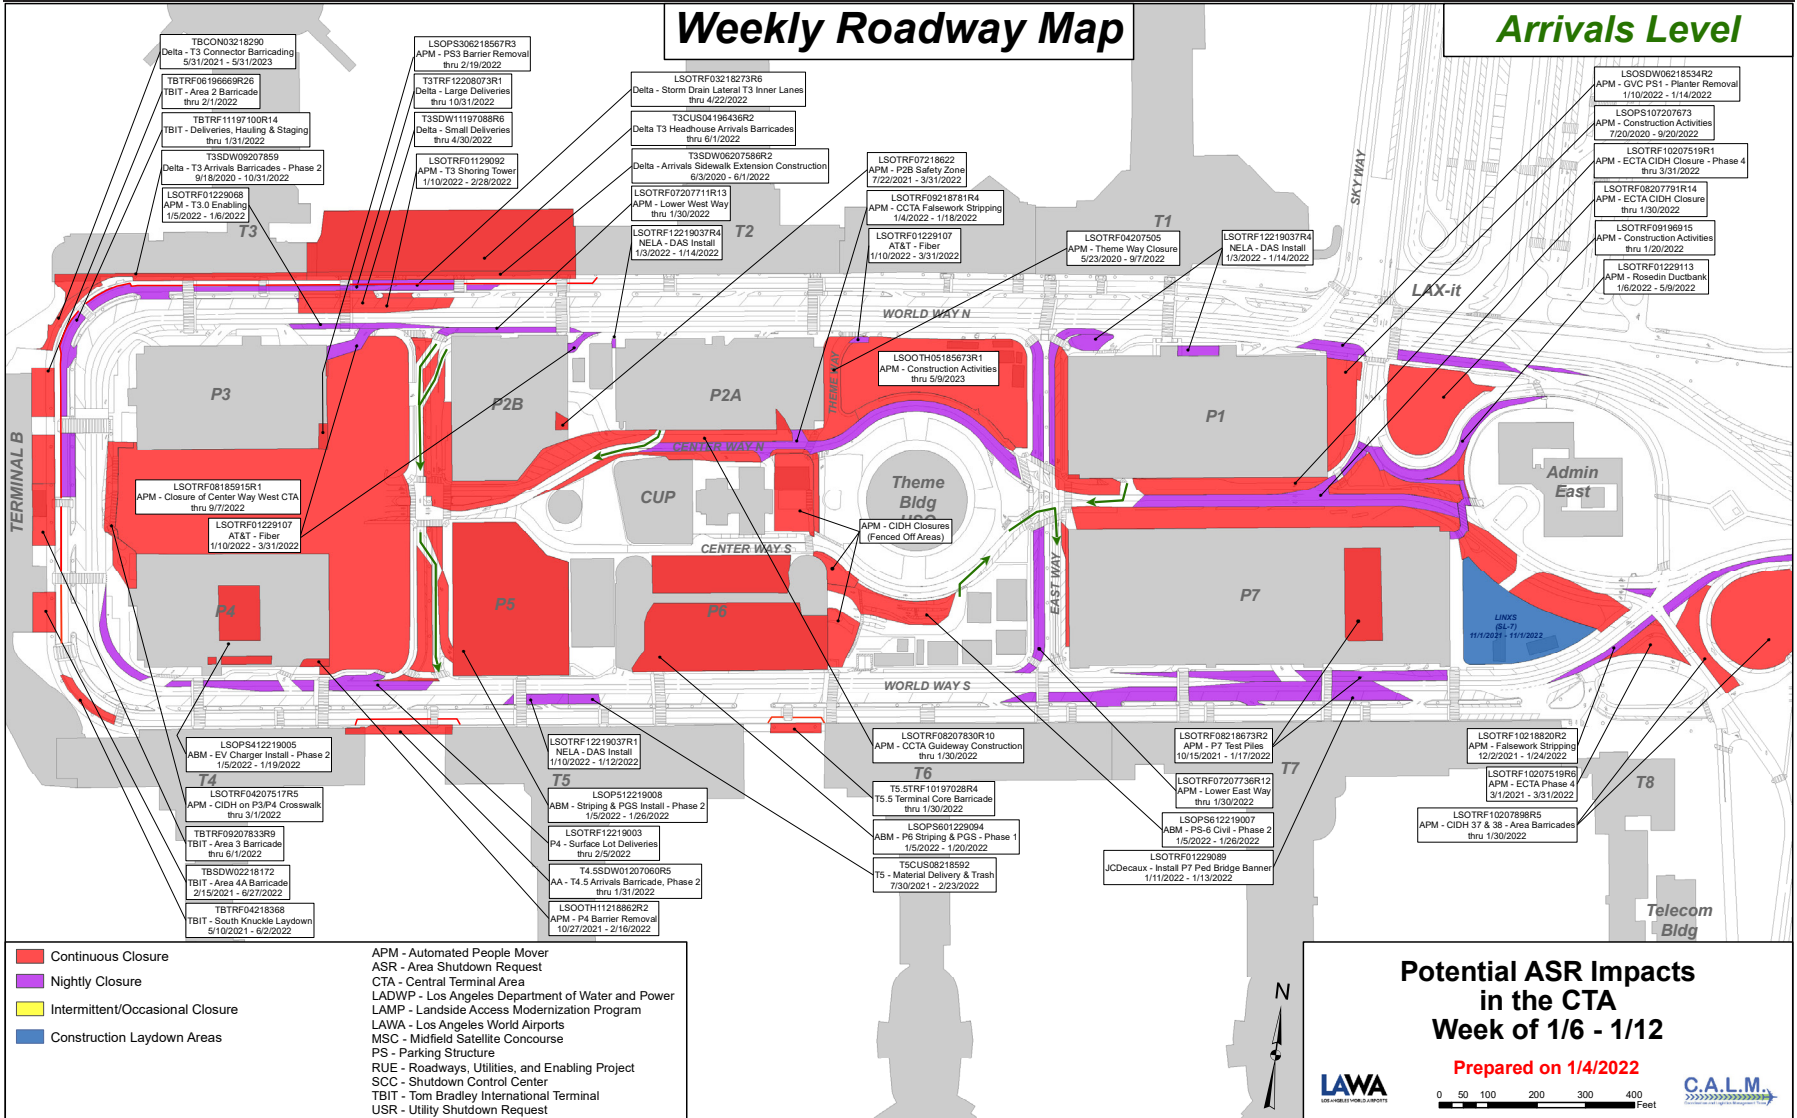 Weekly Roadway Map
Arrivals Level
TBCON03218290
Delta - T3 Connector Barricading
5/31/2021 - 5/31/2023
TBTRF06196669R26
TBIT - Area 2 Barricade
thru 2/1/2022
TBTRF11197100R14
TBIT - Deliveries, Hauling & Staging
thru 1/31/2022
T3SDW09207859
Delta - T3 Arrivals Barricades - Phase 2
9/18/2020 - 10/31/2022
LSOTRF01229068
APM - T3.0 Enabling
1/5/2022 - 1/6/2022
LSOPS306218567R3
APM - PS3 Barrier Removal
thru 2/19/2022
T3TRF12208073R1
Delta - Large Deliveries
thru 10/31/2022
T3SDW11197088R6
Delta - Small Deliveries
thru 4/30/2022
LSOTRF01129092
APM - T3 Shoring Tower
1/10/2022 - 2/28/2022
LSOTRF03218273R6
Delta - Storm Drain Lateral T3 Inner Lanes
thru 4/22/2022
T3CUS04196436R2
Delta T3 Headhouse Arrivals Barricades
thru 6/1/2022
T3SDW06207586R2
Delta - Arrivals Sidewalk Extension Construction
6/3/2020 - 6/1/2022
LSOTRF07207711R13
APM - Lower West Way
thru 1/30/2022
LSOTRF12219037R4
NELA - DAS Install
1/3/2022 - 1/14/2022
LSOTRF07218622
APM - P2B Safety Zone
7/22/2021 - 3/31/2022
LSOTRF09218781R4
APM - CCTA Falsework Stripping
1/4/2022 - 1/18/2022
LSOTRF01229107
AT&T - Fiber
1/10/2022 - 3/31/2022
LSOTRF04207505
APM - Theme Way Closure
5/23/2020 - 9/7/2022
LSOTRF12219037R4
NELA - DAS Install
1/3/2022 - 1/14/2022
LSOSDW06218534R2
APM - GVC PS1 - Planter Removal
1/10/2022 - 1/14/2022
LSOPS107207673
APM - Construction Activities
7/20/2020 - 9/20/2022
LSOTRF10207519R1
APM - ECTA CIDH Closure - Phase 4
thru 3/31/2022
LSOTRF08207791R14
APM - ECTA CIDH Closure
thru 1/30/2022
LSOTRF09196915
APM - Construction Activities
thru 1/20/2022
LSOTRF01229113
APM - Rosedin Ductbank
1/6/2022 - 5/9/2022
T3
T2
T1
SKY WAY
LAX-it
WORLD WAY N
LSOOTH05185673R1
APM - Construction Activities
thru 5/9/2023
THEME WAY
P3
P2B
P2A
P1
CENTER WAY N
TERMINAL B
LSOTRF08185915R1
APM - Closure of Center Way West CTA
thru 9/7/2022
LSOTRF01229107
AT&T - Fiber
1/10/2022 - 3/31/2022
CUP
Theme
Bldg
USO
APM - CIDH Closures
(Fenced Off Areas)
Admin
East
CENTER WAY S
EAST WAY
P4
P5
P6
P7
LINXS
(SL-7)
11/1/2021 - 11/1/2022
WORLD WAY S
LSOPS412219005
ABM - EV Charger Install - Phase 2
1/5/2022 - 1/19/2022
T4
LSOTRF04207517R5
APM - CIDH on P3/P4 Crosswalk
thru 3/1/2022
TBTRF09207833R9
TBIT - Area 3 Barricade
thru 6/1/2022
TBSDW02218172
TBIT - Area 4A Barricade
2/15/2021 - 6/27/2022
TBTRF04218368
TBIT - South Knuckle Laydown
5/10/2021 - 6/2/2022
LSOTRF12219037R1
NELA - DAS Install
1/10/2022 - 1/12/2022
T5
LSOP512219008
ABM - Striping & PGS Install - Phase 2
1/5/2022 - 1/26/2022
LSOTRF12219003
P4 - Surface Lot Deliveries
thru 2/5/2022
T4.5SDW01207060R5
AA - T4.5 Arrivals Barricade, Phase 2
thru 1/31/2022
LSOOTH11218862R2
APM - P4 Barrier Removal
10/27/2021 - 2/16/2022
LSOTRF08207830R10
APM - CCTA Guideway Construction
thru 1/30/2022
T6
T5.5TRF10197028R4
T5.5 Terminal Core Barricade
thru 1/30/2022
LSOPS601229094
ABM - P6 Striping & PGS - Phase 1
1/5/2022 - 1/20/2022
T5CUS08218592
T5 - Material Delivery & Trash
7/30/2021 - 2/23/2022
LSOTRF08218673R2
APM - P7 Test Piles
10/15/2021 - 1/17/2022
T7
LSOTRF07207736R12
APM - Lower East Way
thru 1/30/2022
LSOPS612219007
ABM - PS-6 Civil - Phase 2
1/5/2022 - 1/26/2022
LSOTRF01229089
JCDecaux - Install P7 Ped Bridge Banner
1/11/2022 - 1/13/2022
LSOTRF10218820R2
APM - Falsework Stripping
12/2/2021 - 1/24/2022
LSOTRF10207519R6
APM - ECTA Phase 4
3/1/2021 - 3/31/2022
T8
LSOTRF10207898R5
APM - CIDH 37 & 38 - Area Barricades
thru 1/30/2022
Telecom
Bldg
Continuous Closure
Nightly Closure
Intermittent/Occasional Closure
Construction Laydown Areas
APM - Automated People Mover
ASR - Area Shutdown Request
CTA - Central Terminal Area
LADWP - Los Angeles Department of Water and Power
LAMP - Landside Access Modernization Program
LAWA - Los Angeles World Airports
MSC - Midfield Satellite Concourse
PS - Parking Structure
RUE - Roadways, Utilities, and Enabling Project
SCC - Shutdown Control Center
TBIT - Tom Bradley International Terminal
USR - Utility Shutdown Request
N
Potential ASR Impacts
in the CTA
Week of 1/6 - 1/12
Prepared on 1/4/2022
LAWA
LOS ANGELES WORLD AIRPORTS
0 50 100 200 300 400
Feet
C.A.L.M.